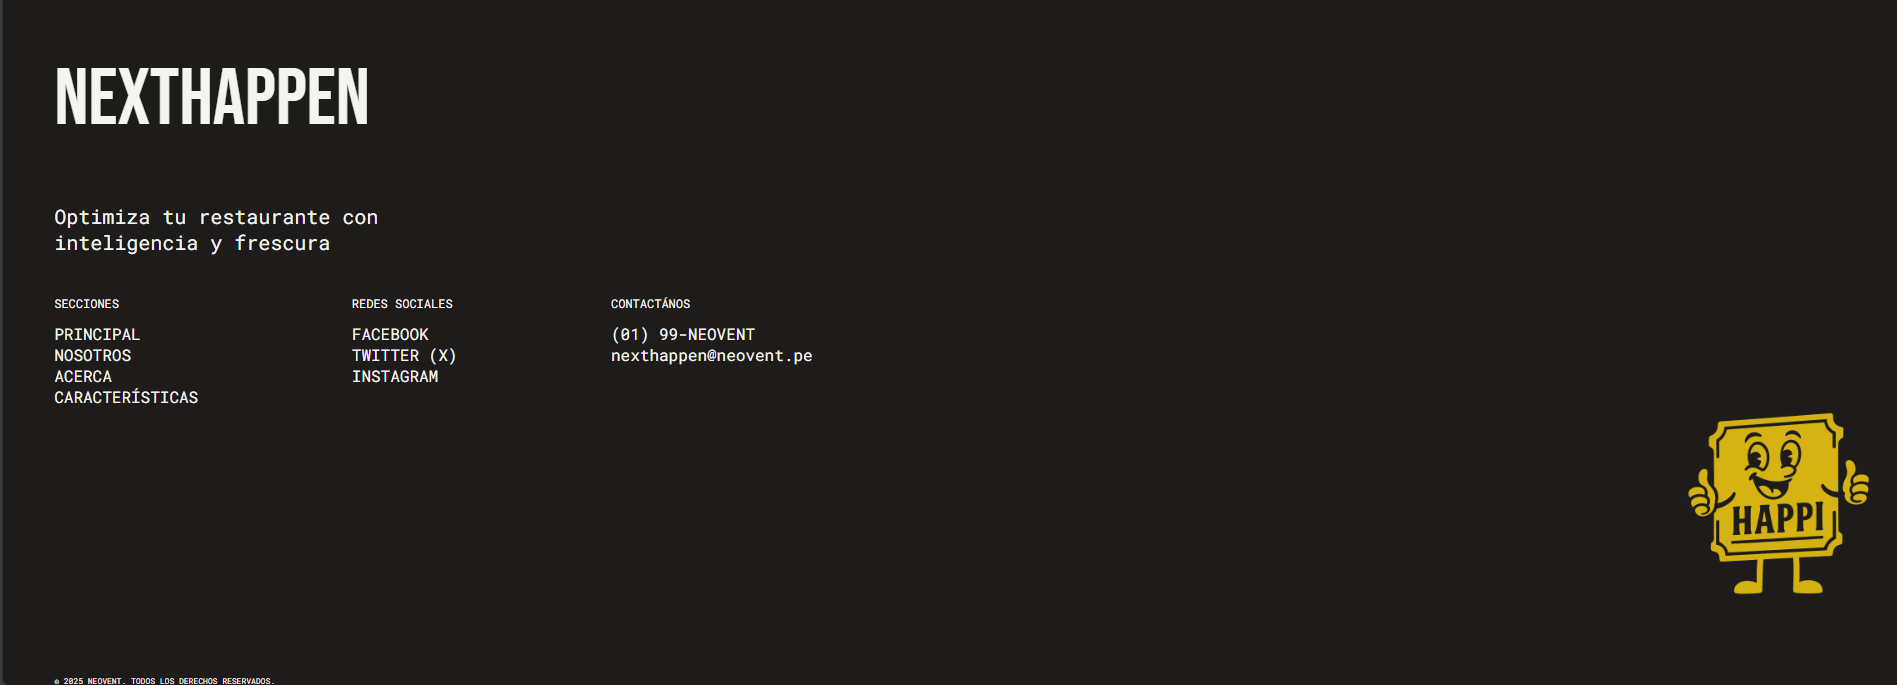 NEXTHAPPEN
Optimiza tu restaurante con
inteligencia y frescura
SECCIONES
PRINCIPAL
NOSOTROS
ACERCA
CARACTERÍSTICAS
REDES SOCIALES
FACEBOOK
TWITTER (X)
INSTAGRAM
CONTACTÁNOS
(01) 99-NEOVENT
nexthappen@neovent.pe
HAPPI
© 2025 NEOVENT. TODOS LOS DERECHOS RESERVADOS.